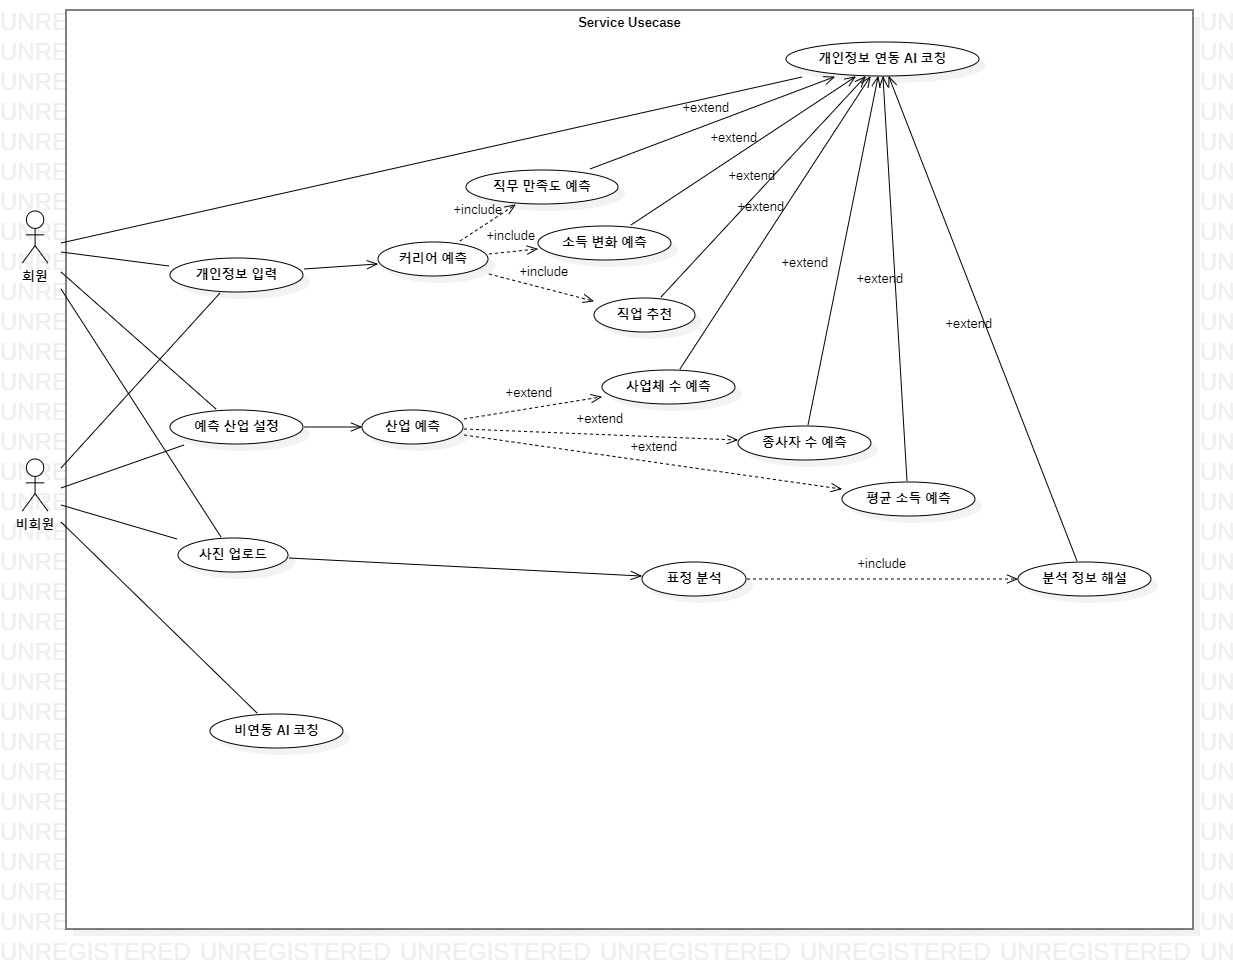 Service Usecase
개인정보 연동 AI 코칭
+extend
+extend
직무 만족도 예측
+extend
+include
+extend
회원
개인정보 입력
커리어 예측
+include
소득 변화 예측
+include
+extend
+extend
직업 추천
+extend
사업체 수 예측
+extend
예측 산업 설정
산업 예측
+extend
종사자 수 예측
+extend
비회원
평균 소득 예측
사진 업로드
표정 분석
+include
분석 정보 해설
비연동 AI 코칭
UNREGISTERED UNREGISTERED UNREGISTERED UNREGISTERED UNREGISTERED UNREGISTERED UN